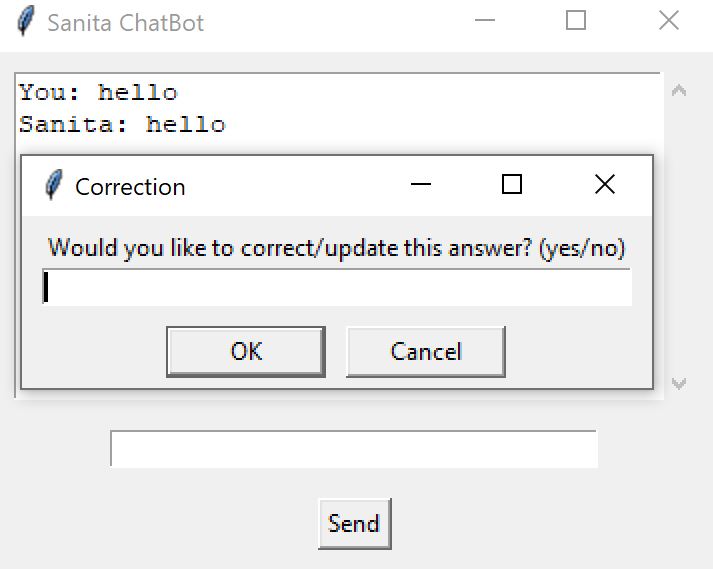 Sanita ChatBot
You: hello
Sanita: hello
Correction
Would you like to correct/update this answer? (yes/no)
OK
Cancel
Send